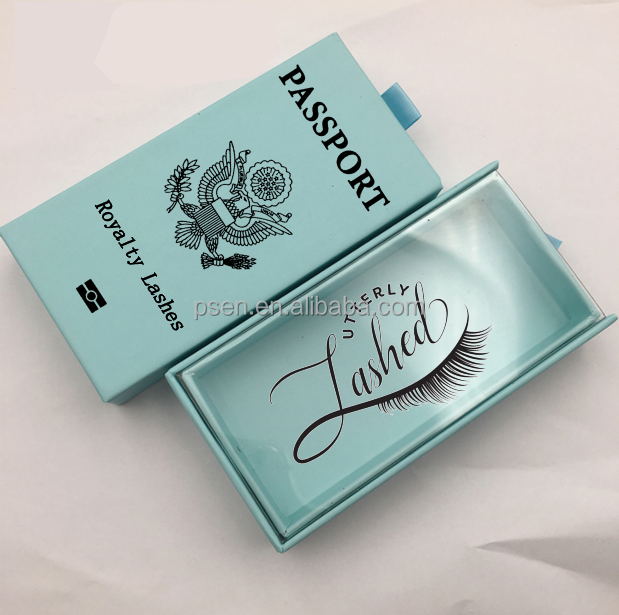 PASSPORT
Royalty Lashes
psen.en.alibaba.com
UTTERLY
Lashed